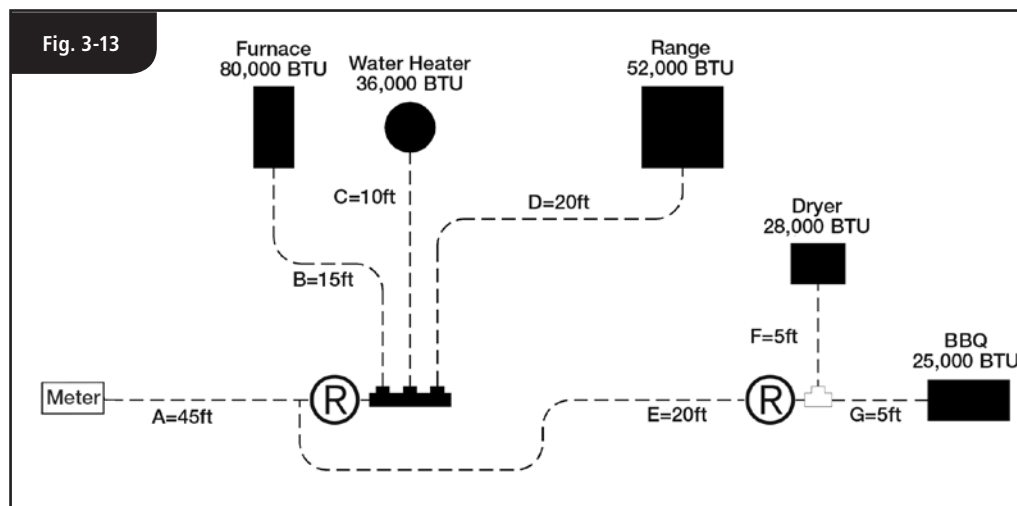 Fig. 3-13
Furnace
80,000 BTU
Water Heater
36,000 BTU
Range
52,000 BTU
C=10ft
D=20ft
Dryer
28,000 BTU
B=15ft
F=5ft
BBQ
25,000 BTU
Meter
A=45ft
R
E=20ft
R
G=5ft